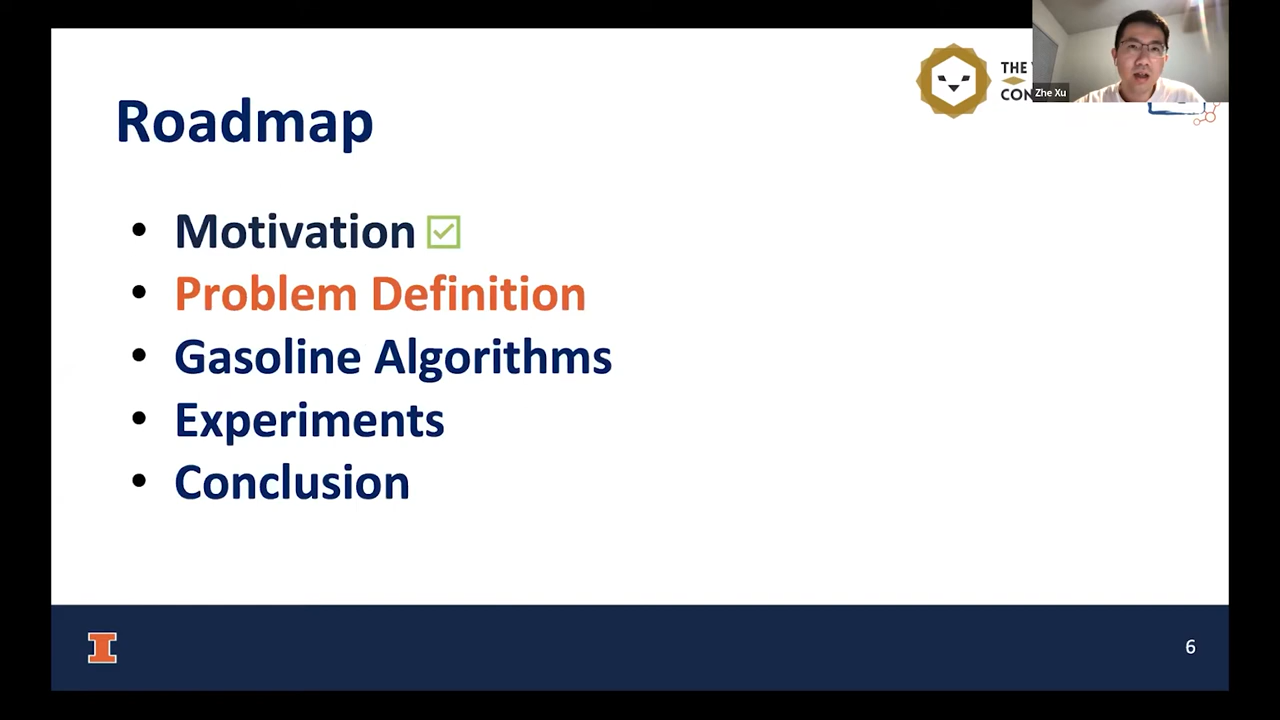 THE
CON
Zhe Xu
Roadmap
• Motivation
• Problem Definition
• Gasoline Algorithms
• Experiments
• Conclusion
6